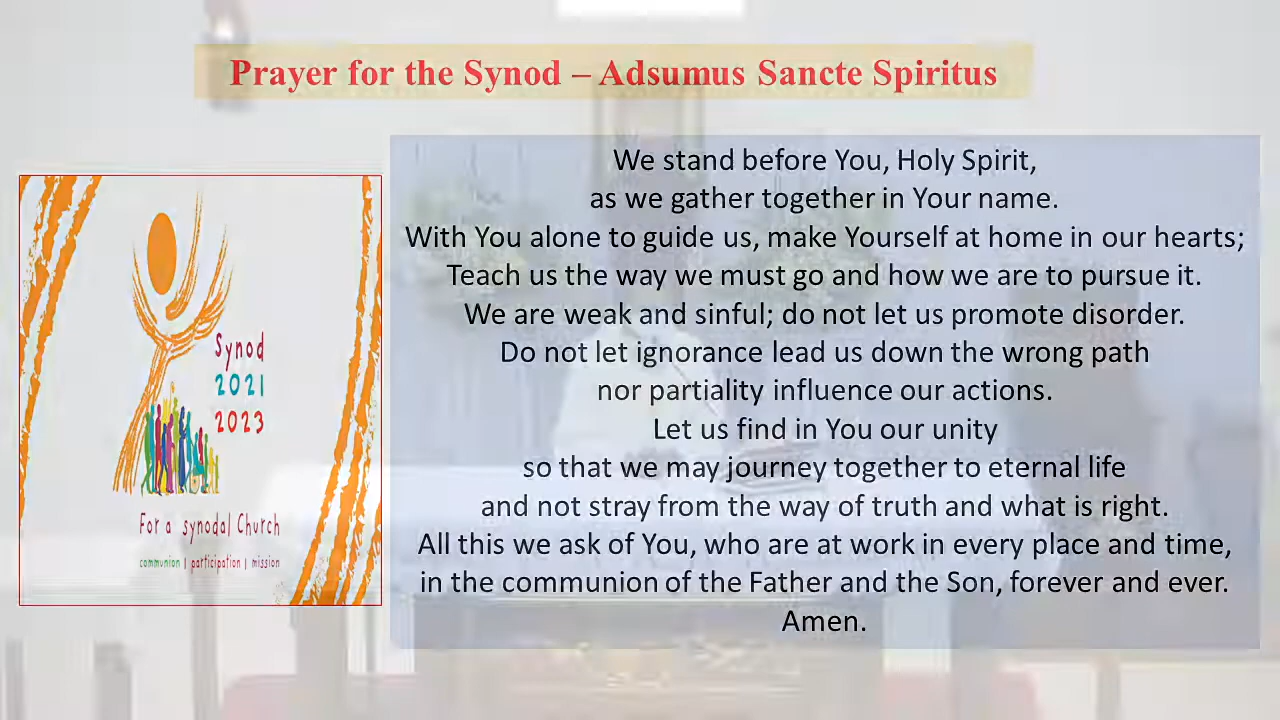 Prayer for the Synod – Adsumus Sancte Spiritus
We stand before You, Holy Spirit,
as we gather together in Your name.
With You alone to guide us, make Yourself at home in our hearts;
Teach us the way we must go and how we are to pursue it.
We are weak and sinful; do not let us promote disorder.
Do not let ignorance lead us down the wrong path
nor partiality influence our actions.
Let us find in You our unity
so that we may journey together to eternal life
and not stray from the way of truth and what is right.
All this we ask of You, who are at work in every place and time,
in the communion of the Father and the Son, forever and ever.
Amen.
Synod
2021
2023
For a synodal Church
communion | participation | mission